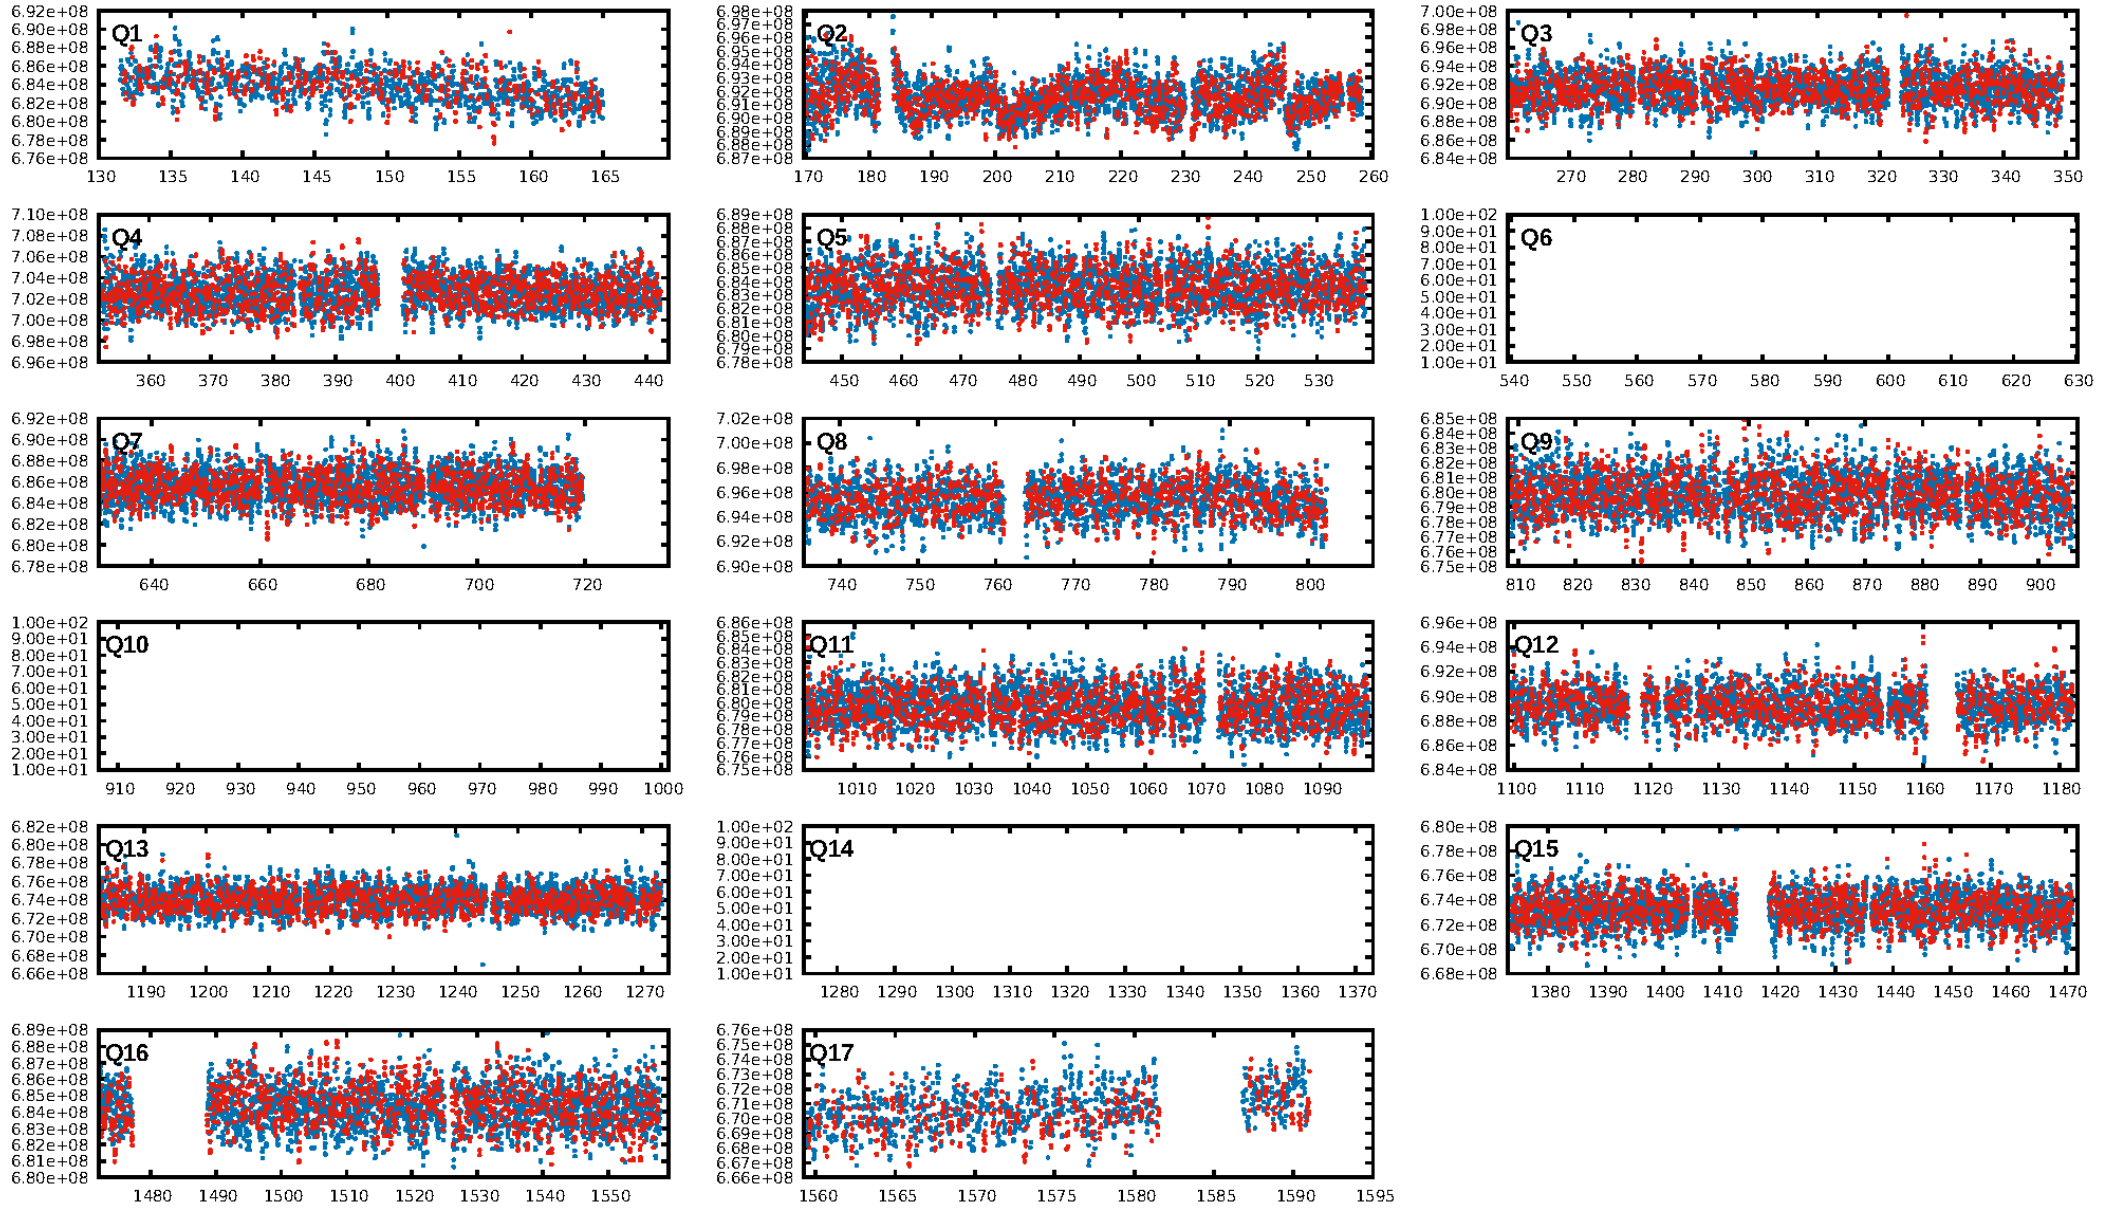 Q1
6.92e+08
6.90e+08
6.88e+08
6.86e+08
6.84e+08
6.82e+08
6.80e+08
6.78e+08
6.76e+08
130 135 140 145 150 155 160 165
Q2
6.98e+08
6.97e+08
6.96e+08
6.95e+08
6.94e+08
6.93e+08
6.92e+08
6.91e+08
6.90e+08
6.89e+08
6.88e+08
6.87e+08
170 180 190 200 210 220 230 240 250 260
Q3
7.00e+08
6.98e+08
6.96e+08
6.94e+08
6.92e+08
6.90e+08
6.88e+08
6.86e+08
6.84e+08
270 280 290 300 310 320 330 340 350
Q4
7.10e+08
7.08e+08
7.06e+08
7.04e+08
7.02e+08
7.00e+08
6.98e+08
6.96e+08
360 370 380 390 400 410 420 430 440
Q5
6.89e+08
6.88e+08
6.87e+08
6.86e+08
6.85e+08
6.84e+08
6.83e+08
6.82e+08
6.81e+08
6.80e+08
6.79e+08
6.78e+08
450 460 470 480 490 500 510 520 530
Q6
1.00e+02
9.00e+01
8.00e+01
7.00e+01
6.00e+01
5.00e+01
4.00e+01
3.00e+01
2.00e+01
1.00e+01
540 550 560 570 580 590 600 610 620 630
Q7
6.92e+08
6.90e+08
6.88e+08
6.86e+08
6.84e+08
6.82e+08
6.80e+08
6.78e+08
640 660 680 700 720
Q8
7.02e+08
7.00e+08
6.98e+08
6.96e+08
6.94e+08
6.92e+08
6.90e+08
740 750 760 770 780 790 800
Q9
6.85e+08
6.84e+08
6.83e+08
6.82e+08
6.81e+08
6.80e+08
6.79e+08
6.78e+08
6.77e+08
6.76e+08
6.75e+08
810 820 830 840 850 860 870 880 890 900
Q10
1.00e+02
9.00e+01
8.00e+01
7.00e+01
6.00e+01
5.00e+01
4.00e+01
3.00e+01
2.00e+01
1.00e+01
910 920 930 940 950 960 970 980 990 1000
Q11
6.86e+08
6.85e+08
6.84e+08
6.83e+08
6.82e+08
6.81e+08
6.80e+08
6.79e+08
6.78e+08
6.77e+08
6.76e+08
6.75e+08
1010 1020 1030 1040 1050 1060 1070 1080 1090
Q12
6.96e+08
6.94e+08
6.92e+08
6.90e+08
6.88e+08
6.86e+08
6.84e+08
1100 1110 1120 1130 1140 1150 1160 1170 1180
Q13
6.82e+08
6.80e+08
6.78e+08
6.76e+08
6.74e+08
6.72e+08
6.70e+08
6.68e+08
6.66e+08
1190 1200 1210 1220 1230 1240 1250 1260 1270
Q14
1.00e+02
9.00e+01
8.00e+01
7.00e+01
6.00e+01
5.00e+01
4.00e+01
3.00e+01
2.00e+01
1.00e+01
1280 1290 1300 1310 1320 1330 1340 1350 1360 1370
Q15
6.80e+08
6.78e+08
6.76e+08
6.74e+08
6.72e+08
6.70e+08
6.68e+08
1380 1390 1400 1410 1420 1430 1440 1450 1460 1470
Q16
6.89e+08
6.88e+08
6.87e+08
6.86e+08
6.85e+08
6.84e+08
6.83e+08
6.82e+08
6.81e+08
6.80e+08
1480 1490 1500 1510 1520 1530 1540 1550
Q17
6.76e+08
6.75e+08
6.74e+08
6.73e+08
6.72e+08
6.71e+08
6.70e+08
6.69e+08
6.68e+08
6.67e+08
6.66e+08
1560 1565 1570 1575 1580 1585 1590 1595